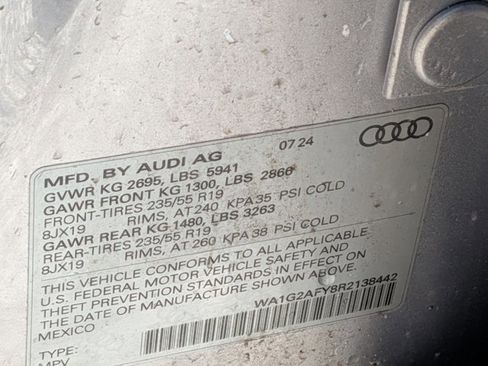 MFD. BY AUDI AG 07 24
GVWR KG 2695, LBS 5941
GAWR FRONT KG 1300, LBS 2866
FRONT-TIRES 235/55 R19
8JX19 RIMS, AT 240 KPA 35 PSI COLD
GAWR REAR KG 1480, LBS 3263
REAR-TIRES 235/55 R19
8JX19 RIMS, AT 260 KPA 38 PSI COLD
THIS VEHICLE CONFORMS TO ALL APPLICABLE
U.S. FEDERAL MOTOR VEHICLE SAFETY AND
THEFT PREVENTION STANDARDS IN EFFECT ON
THE DATE OF MANUFACTURE SHOWN ABOVE.
MEXICO WA1G2AFY8R2138442
TYPE:
MPV